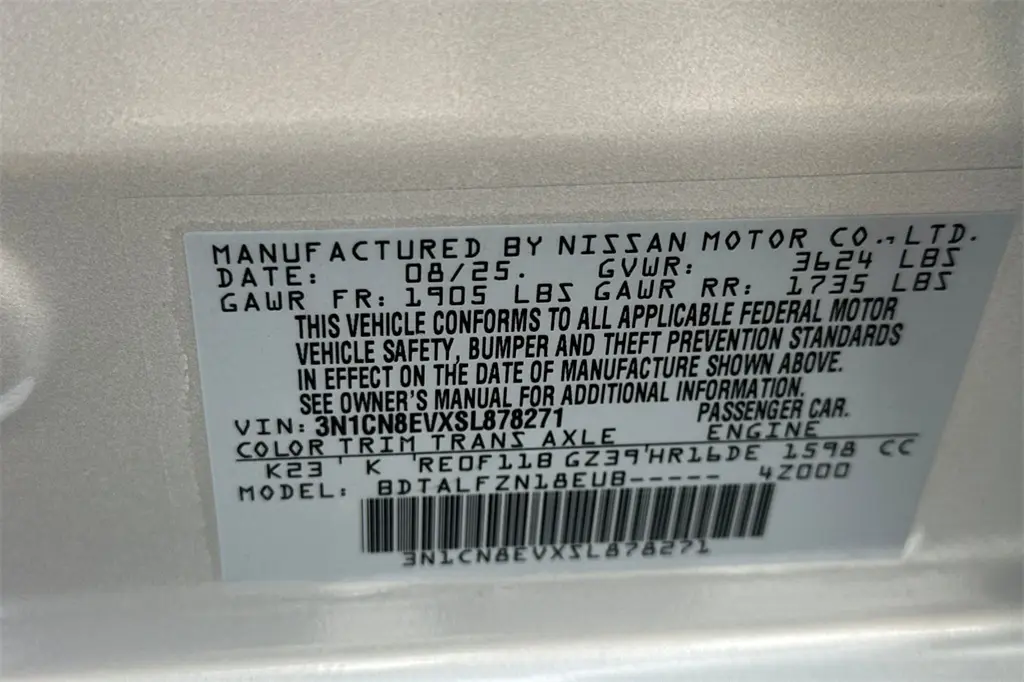 MANUFACTURED BY NISSAN MOTOR CO., LTD.
DATE: 08/25. GVWR: 3624 LBS
GAWR FR: 1905 LBS GAWR RR: 1735 LBS
THIS VEHICLE CONFORMS TO ALL APPLICABLE FEDERAL MOTOR
VEHICLE SAFETY, BUMPER AND THEFT PREVENTION STANDARDS
IN EFFECT ON THE DATE OF MANUFACTURE SHOWN ABOVE.
SEE OWNER'S MANUAL FOR ADDITIONAL INFORMATION.
VIN: 3N1CN8EVXSL878271 PASSENGER CAR.
COLOR TRIM TRANS AXLE ENGINE
K23 K RE0F11B GZ39 HR16DE 1598 CC
MODEL: BDTALFZN18EUB----- 4Z000
3N1CN8EVXSL878271